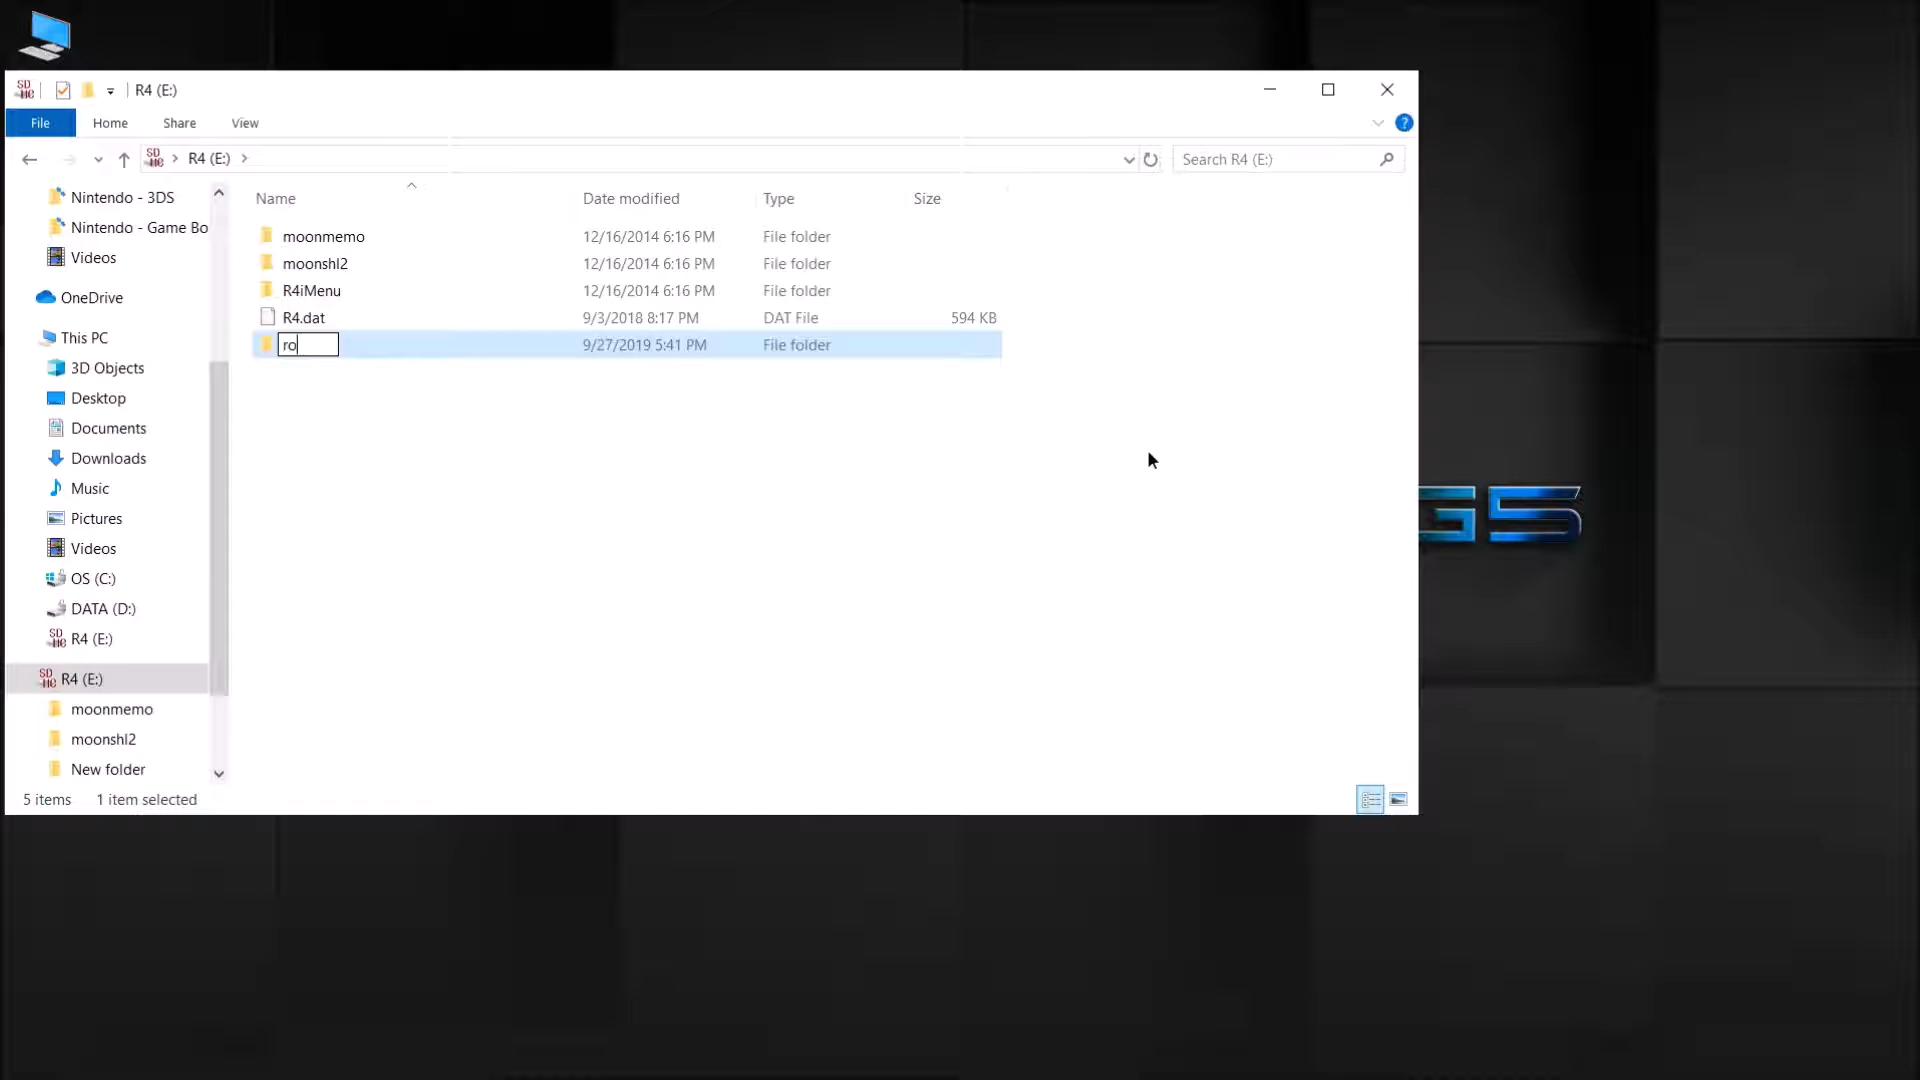 R4 (E:)
File Home Share View
R4 (E:)
Search R4 (E:)
Nintendo - 3DS
Nintendo - Game Bo
Videos
OneDrive
This PC
3D Objects
Desktop
Documents
Downloads
Music
Pictures
Videos
OS (C:)
DATA (D:)
R4 (E:)
R4 (E:)
moonmemo
moonshl2
New folder
Name Date modified Type Size
moonmemo 12/16/2014 6:16 PM File folder
moonshl2 12/16/2014 6:16 PM File folder
R4iMenu 12/16/2014 6:16 PM File folder
R4.dat 9/3/2018 8:17 PM DAT File 594 KB
ro 9/27/2019 5:41 PM File folder
5 items 1 item selected
G5